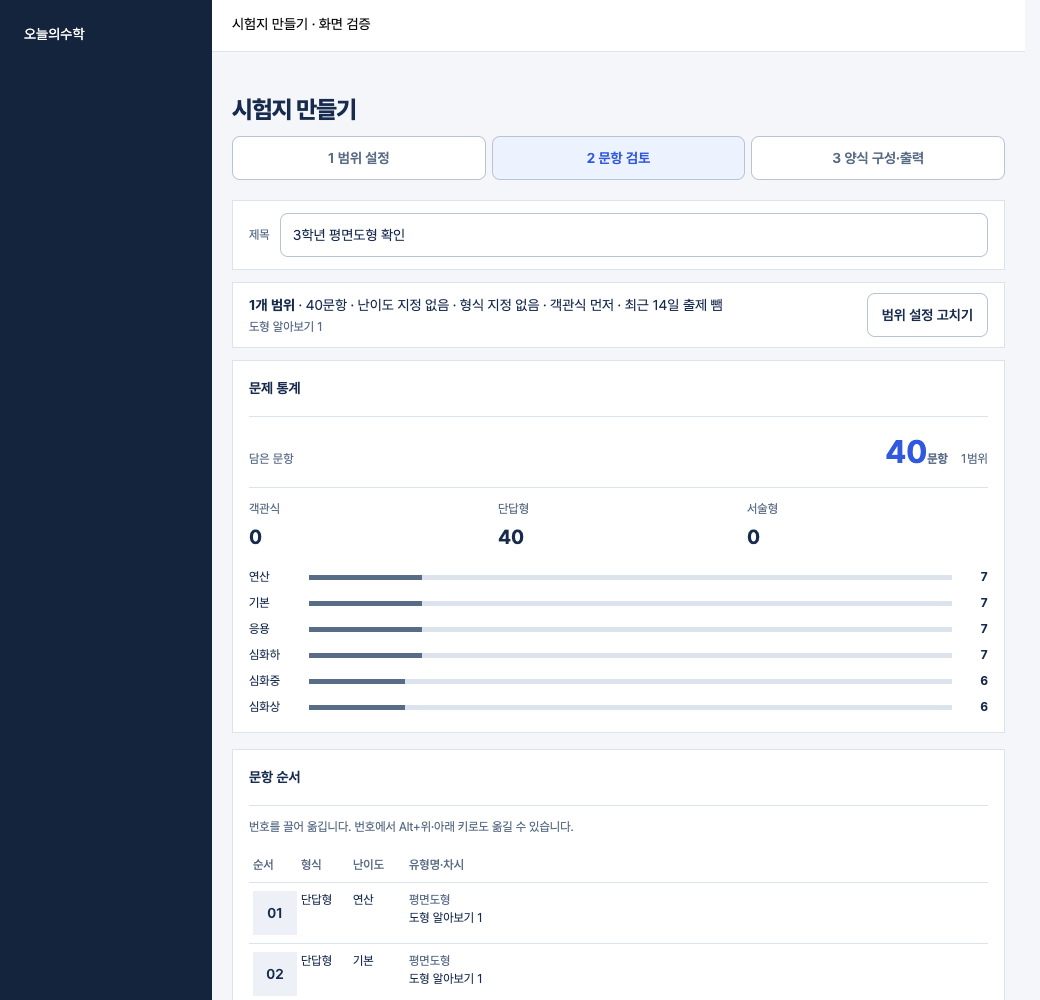 오늘의수학
시험지 만들기 · 화면 검증
시험지 만들기
1 범위 설정
2 문항 검토
3 양식 구성·출력
제목
3학년 평면도형 확인
1개 범위 · 40문항 · 난이도 지정 없음 · 형식 지정 없음 · 객관식 먼저 · 최근 14일 출제 뺌
도형 알아보기 1
범위 설정 고치기
문제 통계
담은 문항
40문항 1범위
객관식 단답형 서술형
0 40 0
연산 7
기본 7
응용 7
심화하 7
심화중 6
심화상 6
문항 순서
번호를 끌어 옮깁니다. 번호에서 Alt+위·아래 키로도 옮길 수 있습니다.
순서 형식 난이도 유형명·차시
01 단답형 연산 평면도형
도형 알아보기 1
02 단답형 기본 평면도형
도형 알아보기 1